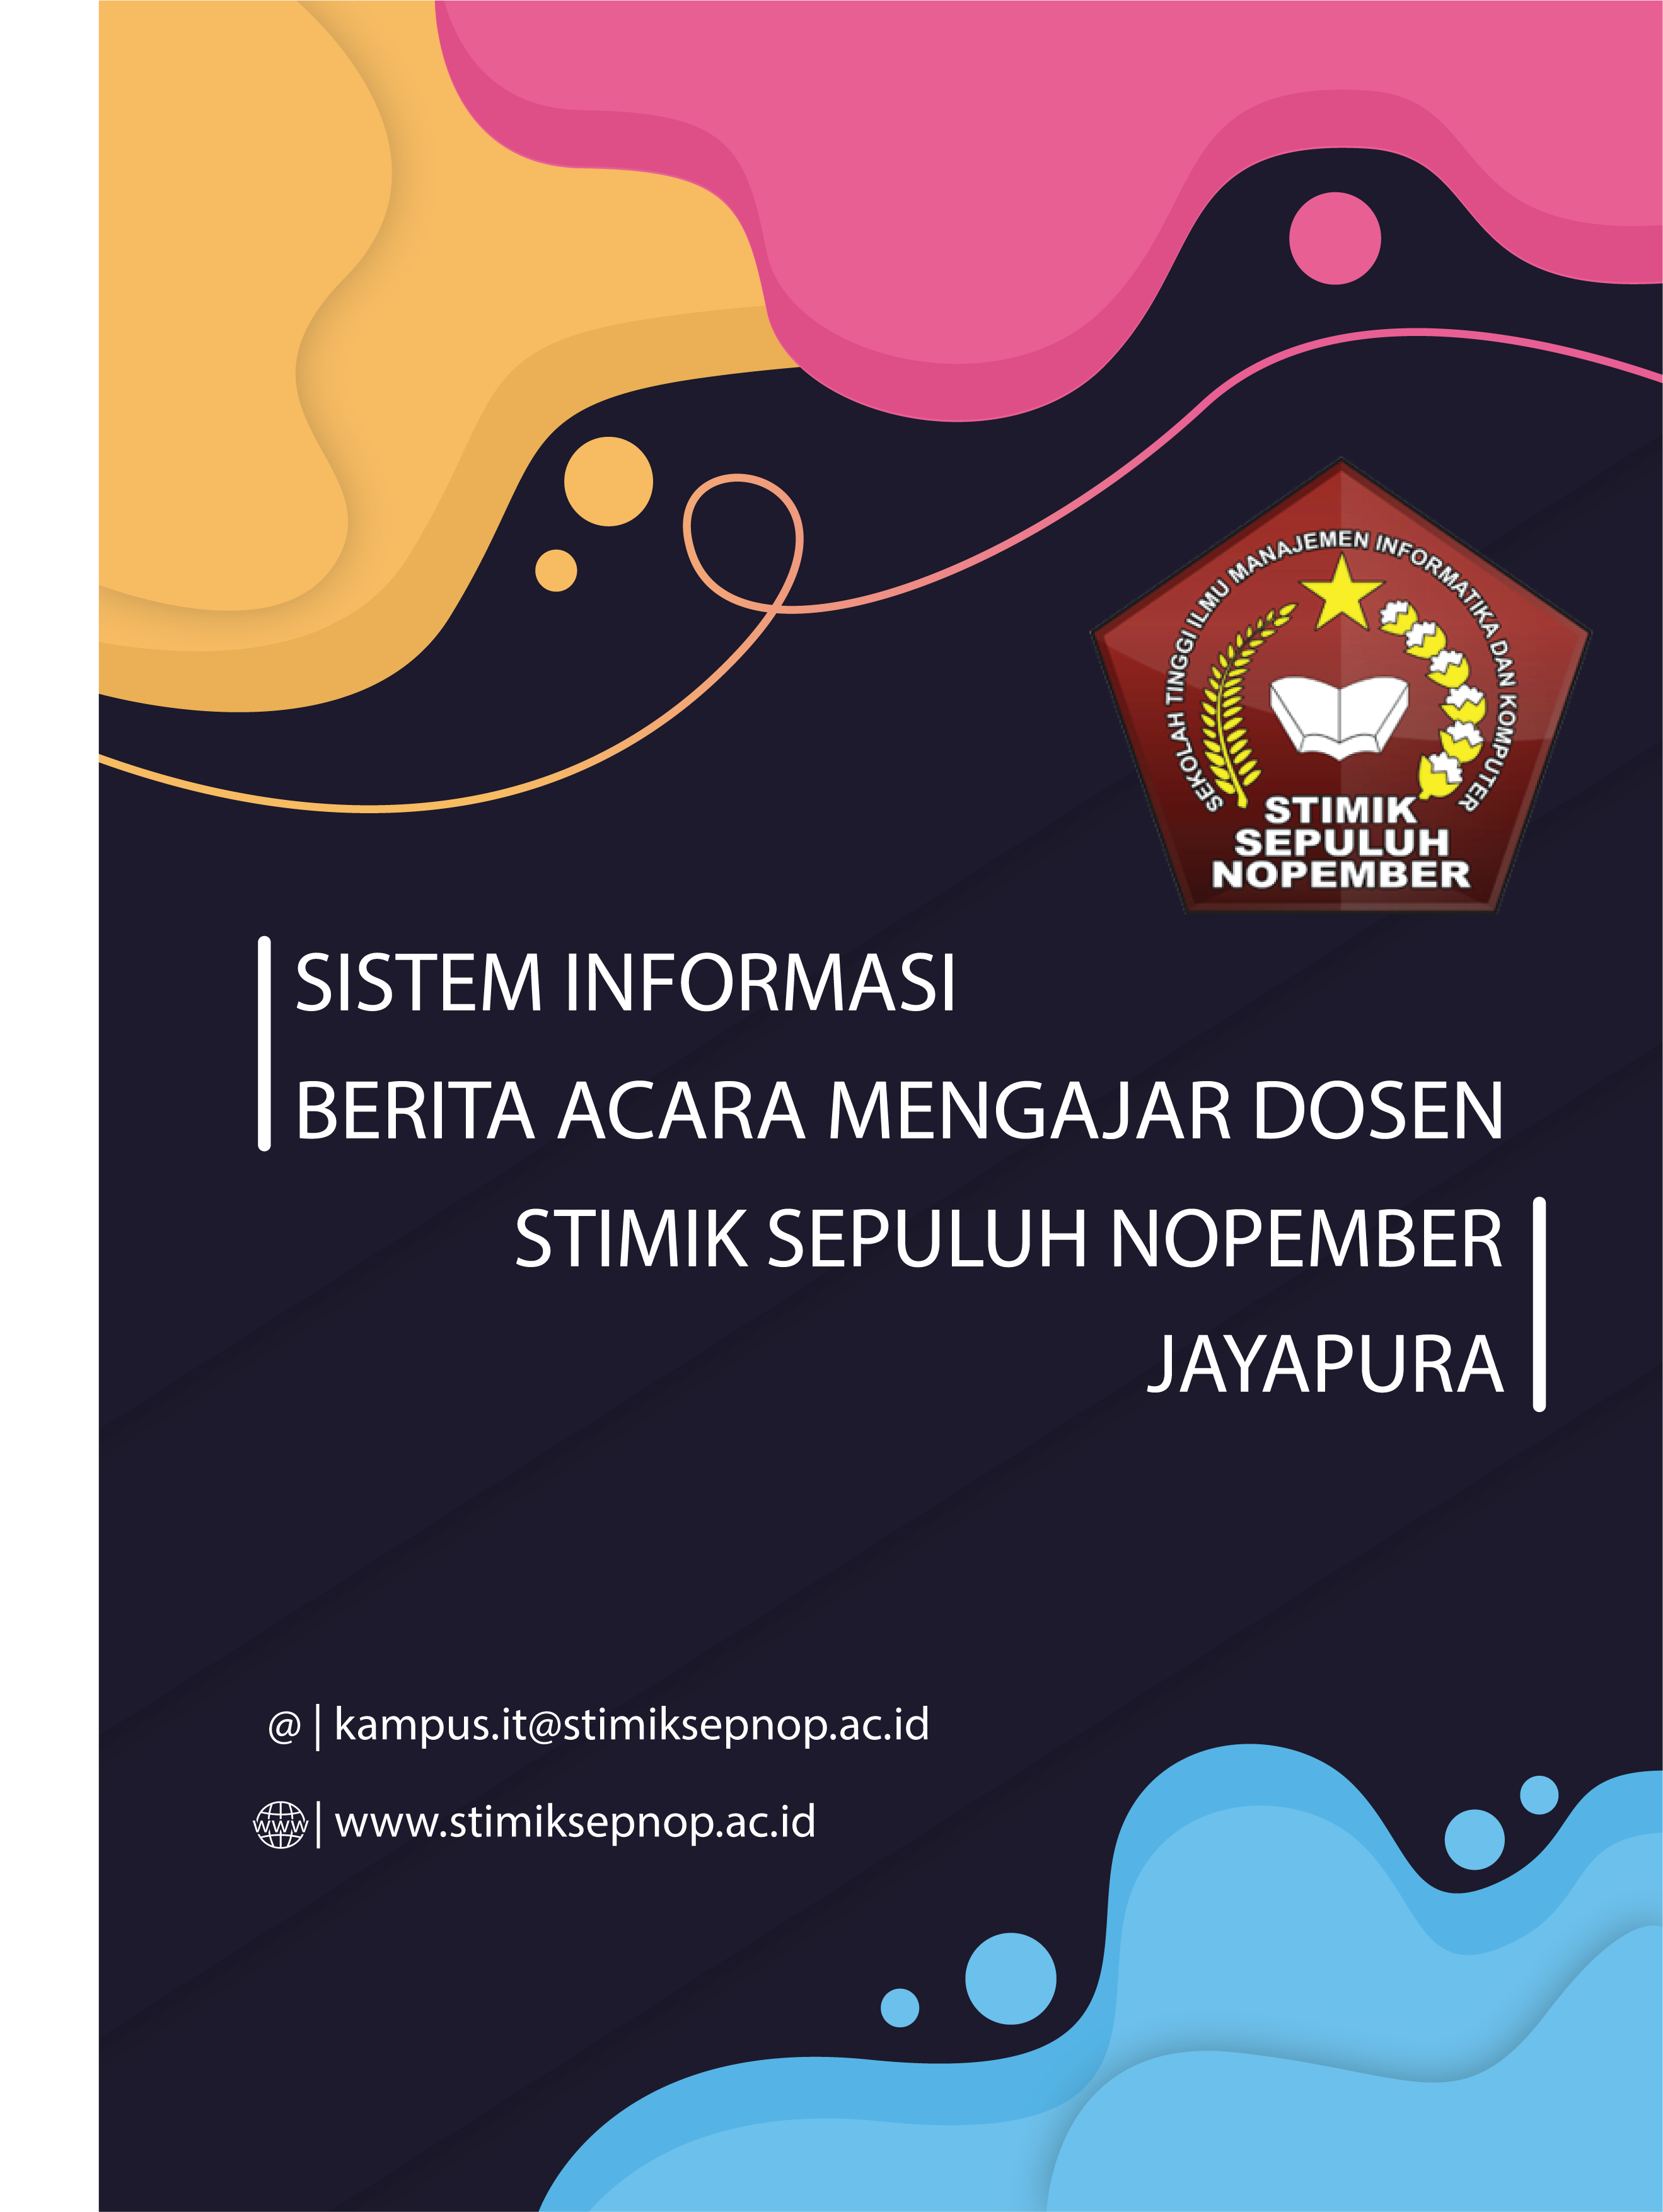 SEKOLAH TINGGI ILMU MANAJEMEN INFORMATIKA DAN KOMPUTER
STIMIK
SEPULUH
NOPEMBER
SISTEM INFORMASI
BERITA ACARA MENGAJAR DOSEN
STIMIK SEPULUH NOPEMBER
JAYAPURA
@ | kampus.it@stimiksepnop.ac.id
www | www.stimiksepnop.ac.id